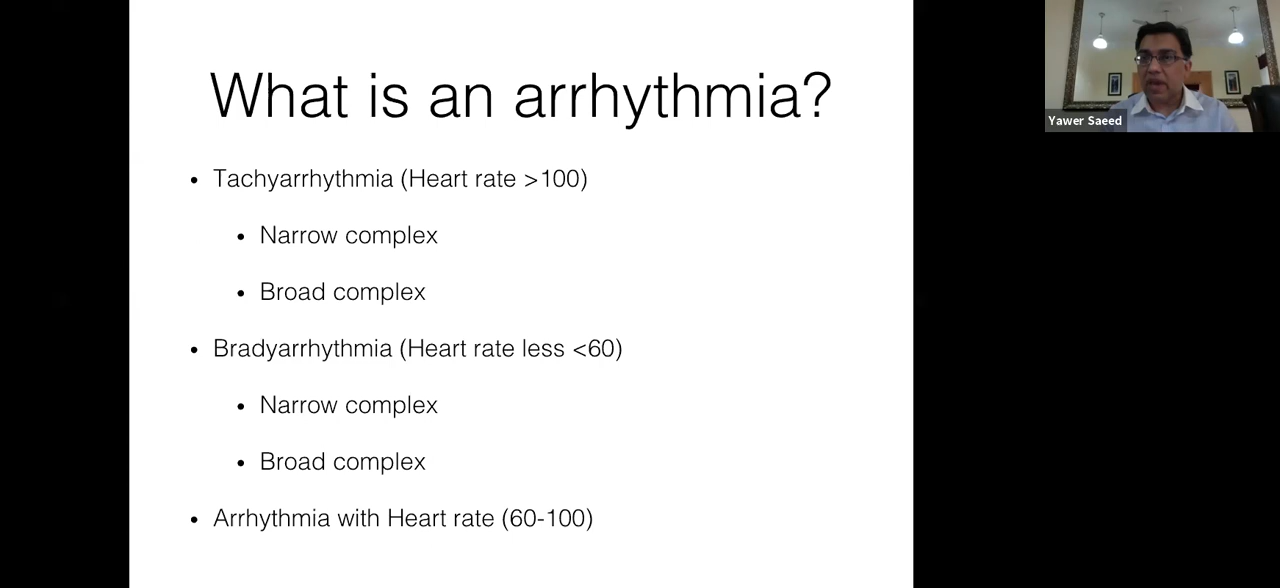 What is an arrhythmia?
• Tachyarrhythmia (Heart rate >100)
• Narrow complex
• Broad complex
• Bradyarrhythmia (Heart rate less <60)
• Narrow complex
• Broad complex
• Arrhythmia with Heart rate (60-100)
Yawer Saeed